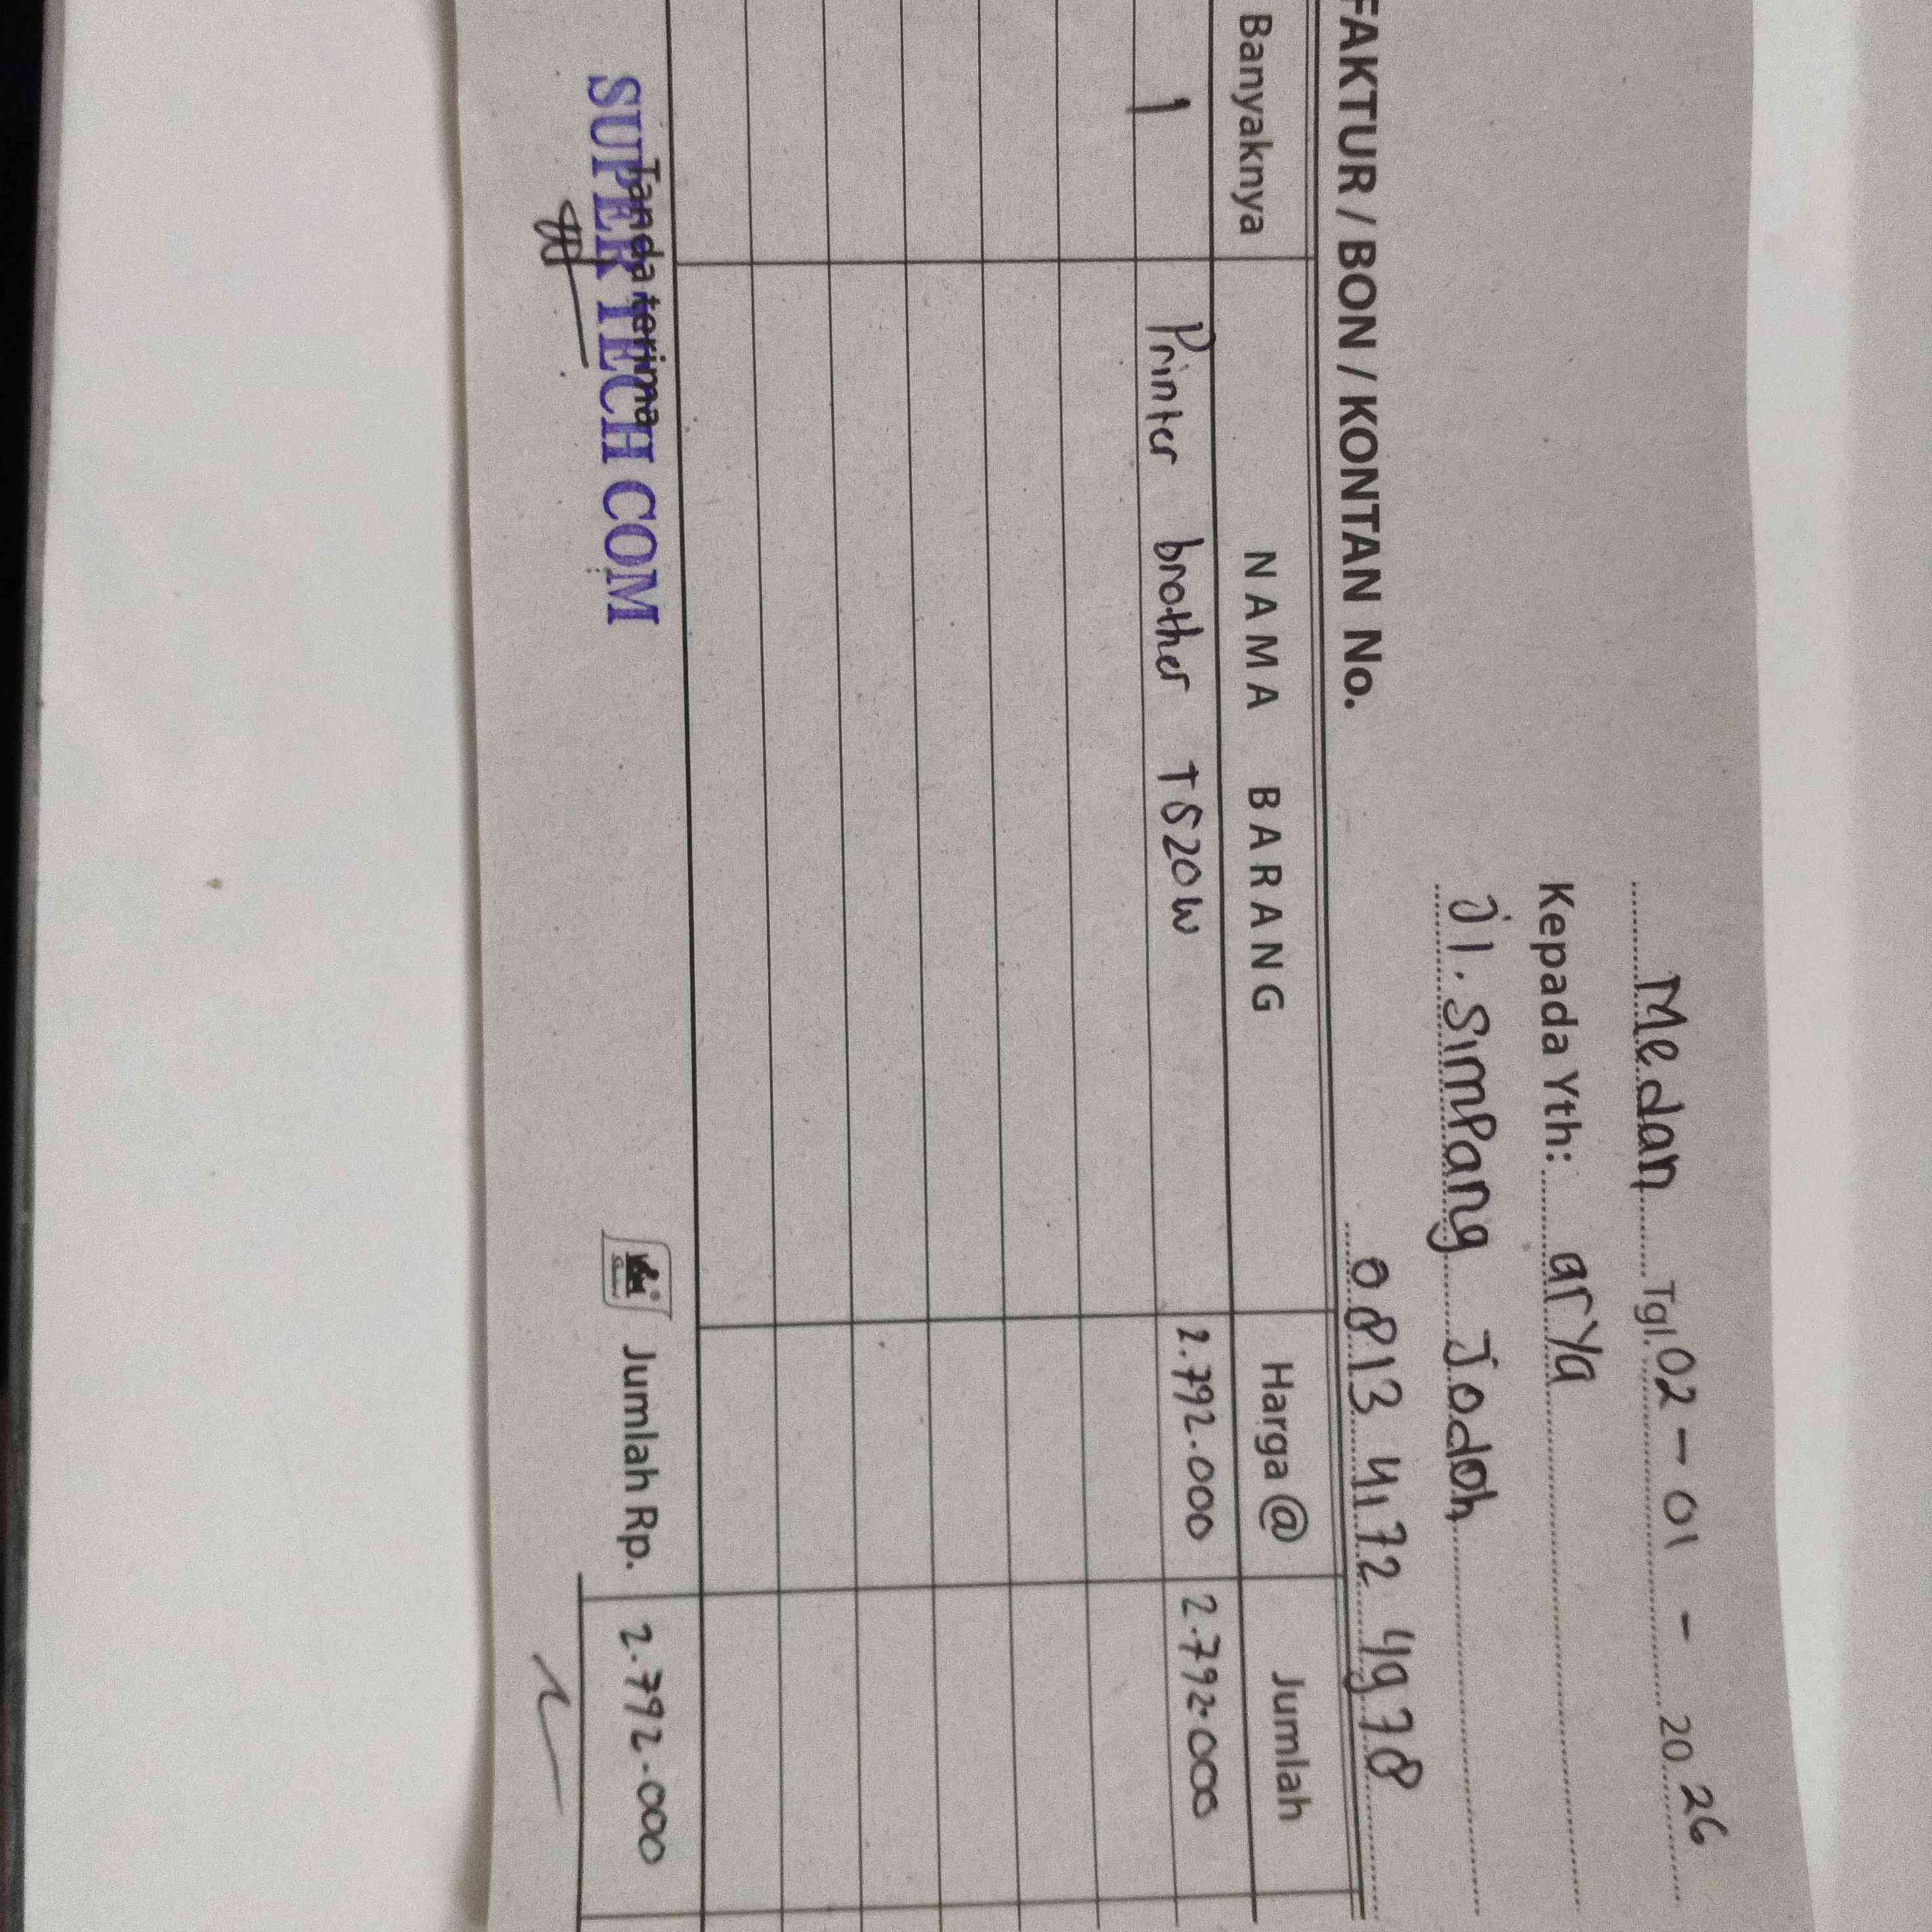 Medan Tgl. 02 - 01 - 20 26
Kepada Yth: arya
Jl. Simpang Jodoh
0813 4172 4978
FAKTUR / BON / KONTAN No.
Banyaknya NAMA BARANG Harga @ Jumlah
1 Printer brother T520W 2.792.000 2.792.000
Tanda terima Jumlah Rp. 2.792.000
SUPER TECH COM